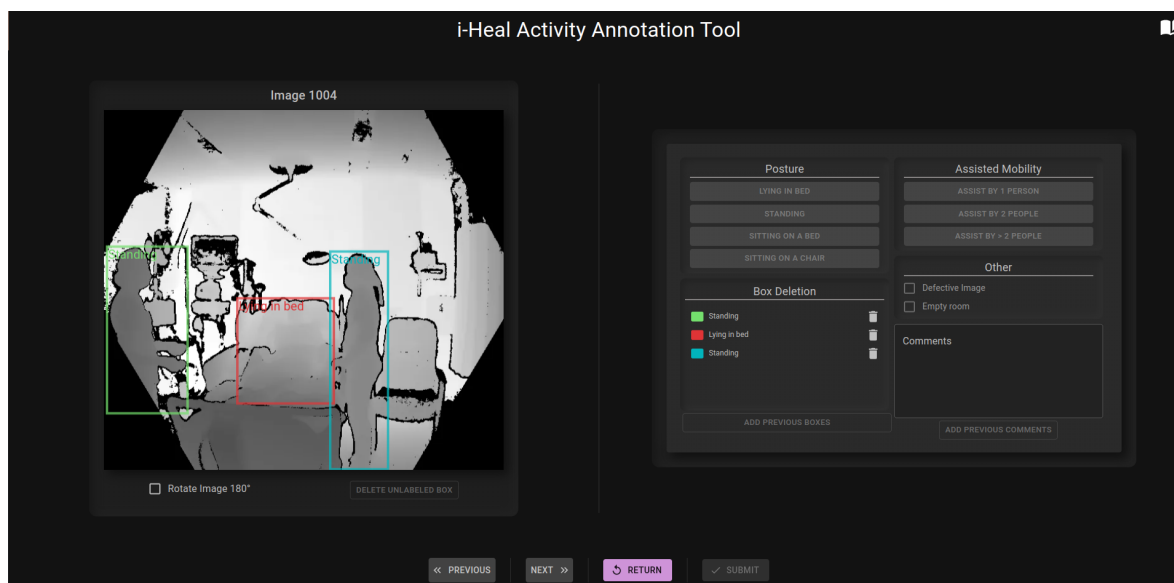 i-Heal Activity Annotation Tool
Image 1004
Standing
Standing
Lying in bed
Rotate Image 180°
DELETE UNLABELED BOX
Posture
LYING IN BED
STANDING
SITTING ON A BED
SITTING ON A CHAIR
Assisted Mobility
ASSIST BY 1 PERSON
ASSIST BY 2 PEOPLE
ASSIST BY > 2 PEOPLE
Other
Defective Image
Empty room
Box Deletion
Standing
Lying in bed
Standing
ADD PREVIOUS BOXES
Comments
ADD PREVIOUS COMMENTS
PREVIOUS
NEXT
RETURN
SUBMIT